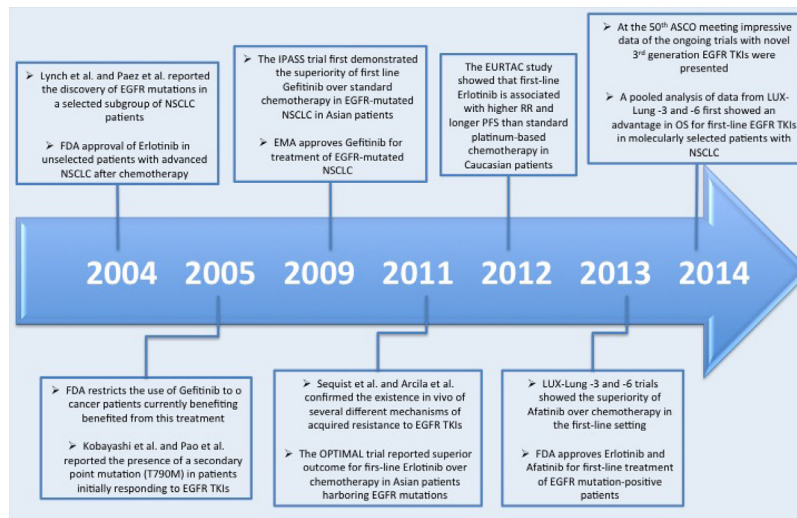 ➢ Lynch et al. and Paez et al. reported
the discovery of EGFR mutations in
a selected subgroup of NSCLC
patients
➢ FDA approval of Erlotinib in
unselected patients with advanced
NSCLC after chemotherapy
➢ The IPASS trial first demonstrated
the superiority of first line
Gefitinib over standard
chemotherapy in EGFR-mutated
NSCLC in Asian patients
➢ EMA approves Gefitinib for
treatment of EGFR-mutated
NSCLC
The EURTAC study
showed that first-line
Erlotinib is associated
with higher RR and
longer PFS than standard
platinum-based
chemotherapy in
Caucasian patients
➢ At the 50th ASCO meeting impressive
data of the ongoing trials with novel
3rd generation EGFR TKIs were
presented
➢ A pooled analysis of data from LUX-
Lung -3 and -6 first showed an
advantage in OS for first-line EGFR TKIs
in molecularly selected patients with
NSCLC
2004 2005 2009 2011 2012 2013 2014
➢ FDA restricts the use of Gefitinib to o
cancer patients currently benefiting
benefited from this treatment
➢ Kobayashi et al. and Pao et al.
reported the presence of a secondary
point mutation (T790M) in patients
initially responding to EGFR TKIs
➢ Sequist et al. and Arcila et al.
confirmed the existence in vivo of
several different mechanisms of
acquired resistance to EGFR TKIs
➢ The OPTIMAL trial reported superior
outcome for firs-line Erlotinib over
chemotherapy in Asian patients
harboring EGFR mutations
➢ LUX-Lung -3 and -6 trials
showed the superiority of
Afatinib over chemotherapy in
the first-line setting
➢ FDA approves Erlotinib and
Afatinib for first-line treatment
of EGFR mutation-positive
patients